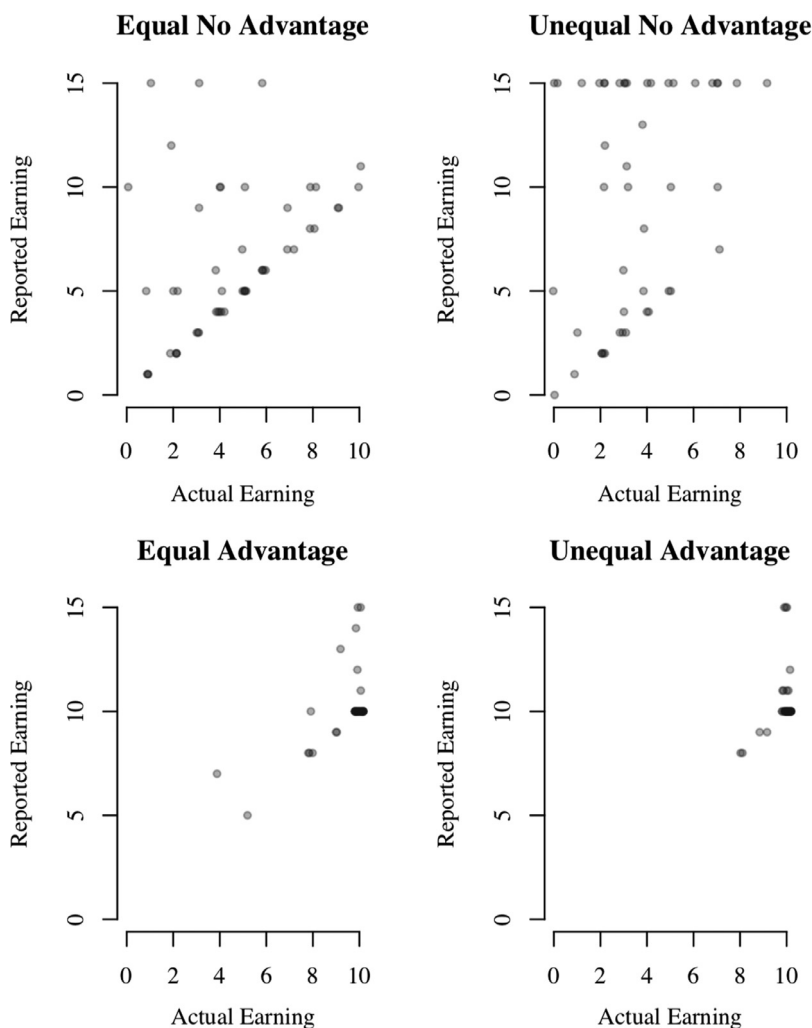 Equal No Advantage
Reported Earning
15
10
5
0
0 2 4 6 8 10
Actual Earning
Unequal No Advantage
Reported Earning
15
10
5
0
0 2 4 6 8 10
Actual Earning
Equal Advantage
Reported Earning
15
10
5
0
0 2 4 6 8 10
Actual Earning
Unequal Advantage
Reported Earning
15
10
5
0
0 2 4 6 8 10
Actual Earning